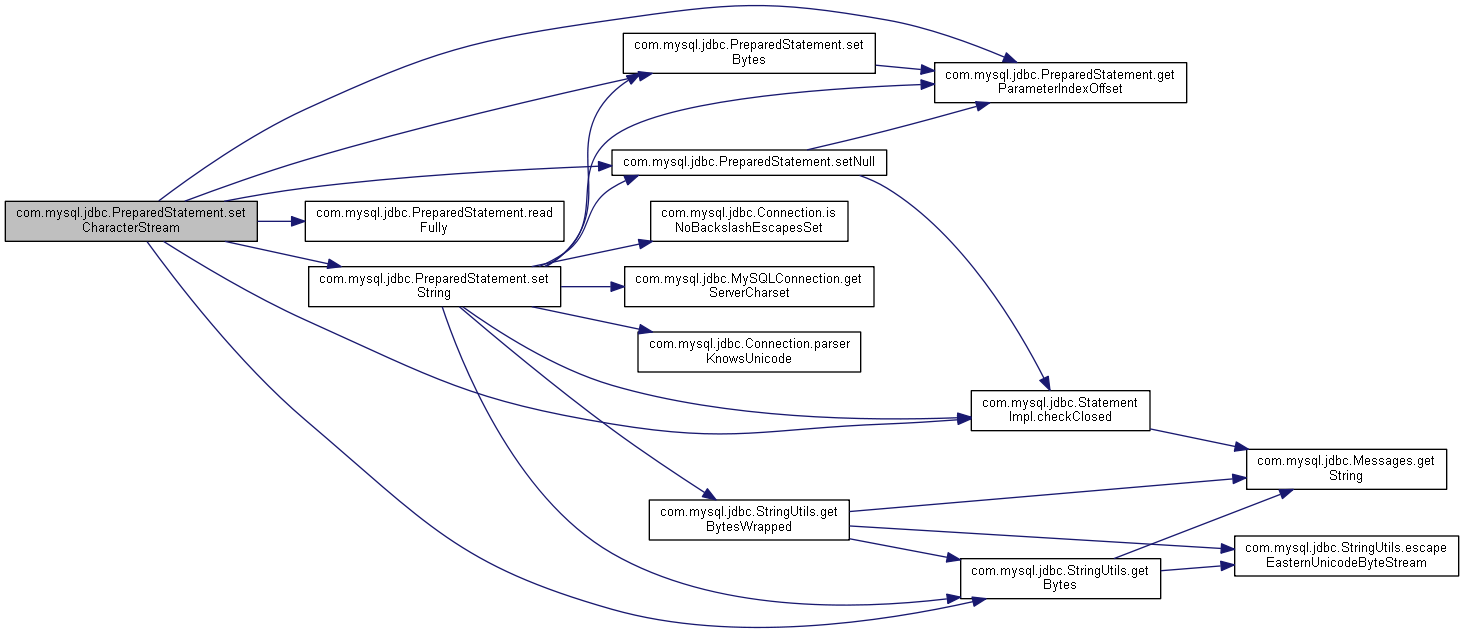 com.mysql.jdbc.PreparedStatement.set
CharacterStream
com.mysql.jdbc.PreparedStatement.read
Fully
com.mysql.jdbc.PreparedStatement.set
String
com.mysql.jdbc.PreparedStatement.set
Bytes
com.mysql.jdbc.PreparedStatement.setNull
com.mysql.jdbc.Connection.is
NoBackslashEscapesSet
com.mysql.jdbc.MySQLConnection.get
ServerCharset
com.mysql.jdbc.Connection.parser
KnowsUnicode
com.mysql.jdbc.StringUtils.get
BytesWrapped
com.mysql.jdbc.PreparedStatement.get
ParameterIndexOffset
com.mysql.jdbc.Statement
Impl.checkClosed
com.mysql.jdbc.StringUtils.get
Bytes
com.mysql.jdbc.Messages.get
String
com.mysql.jdbc.StringUtils.escape
EasternUnicodeByteStream